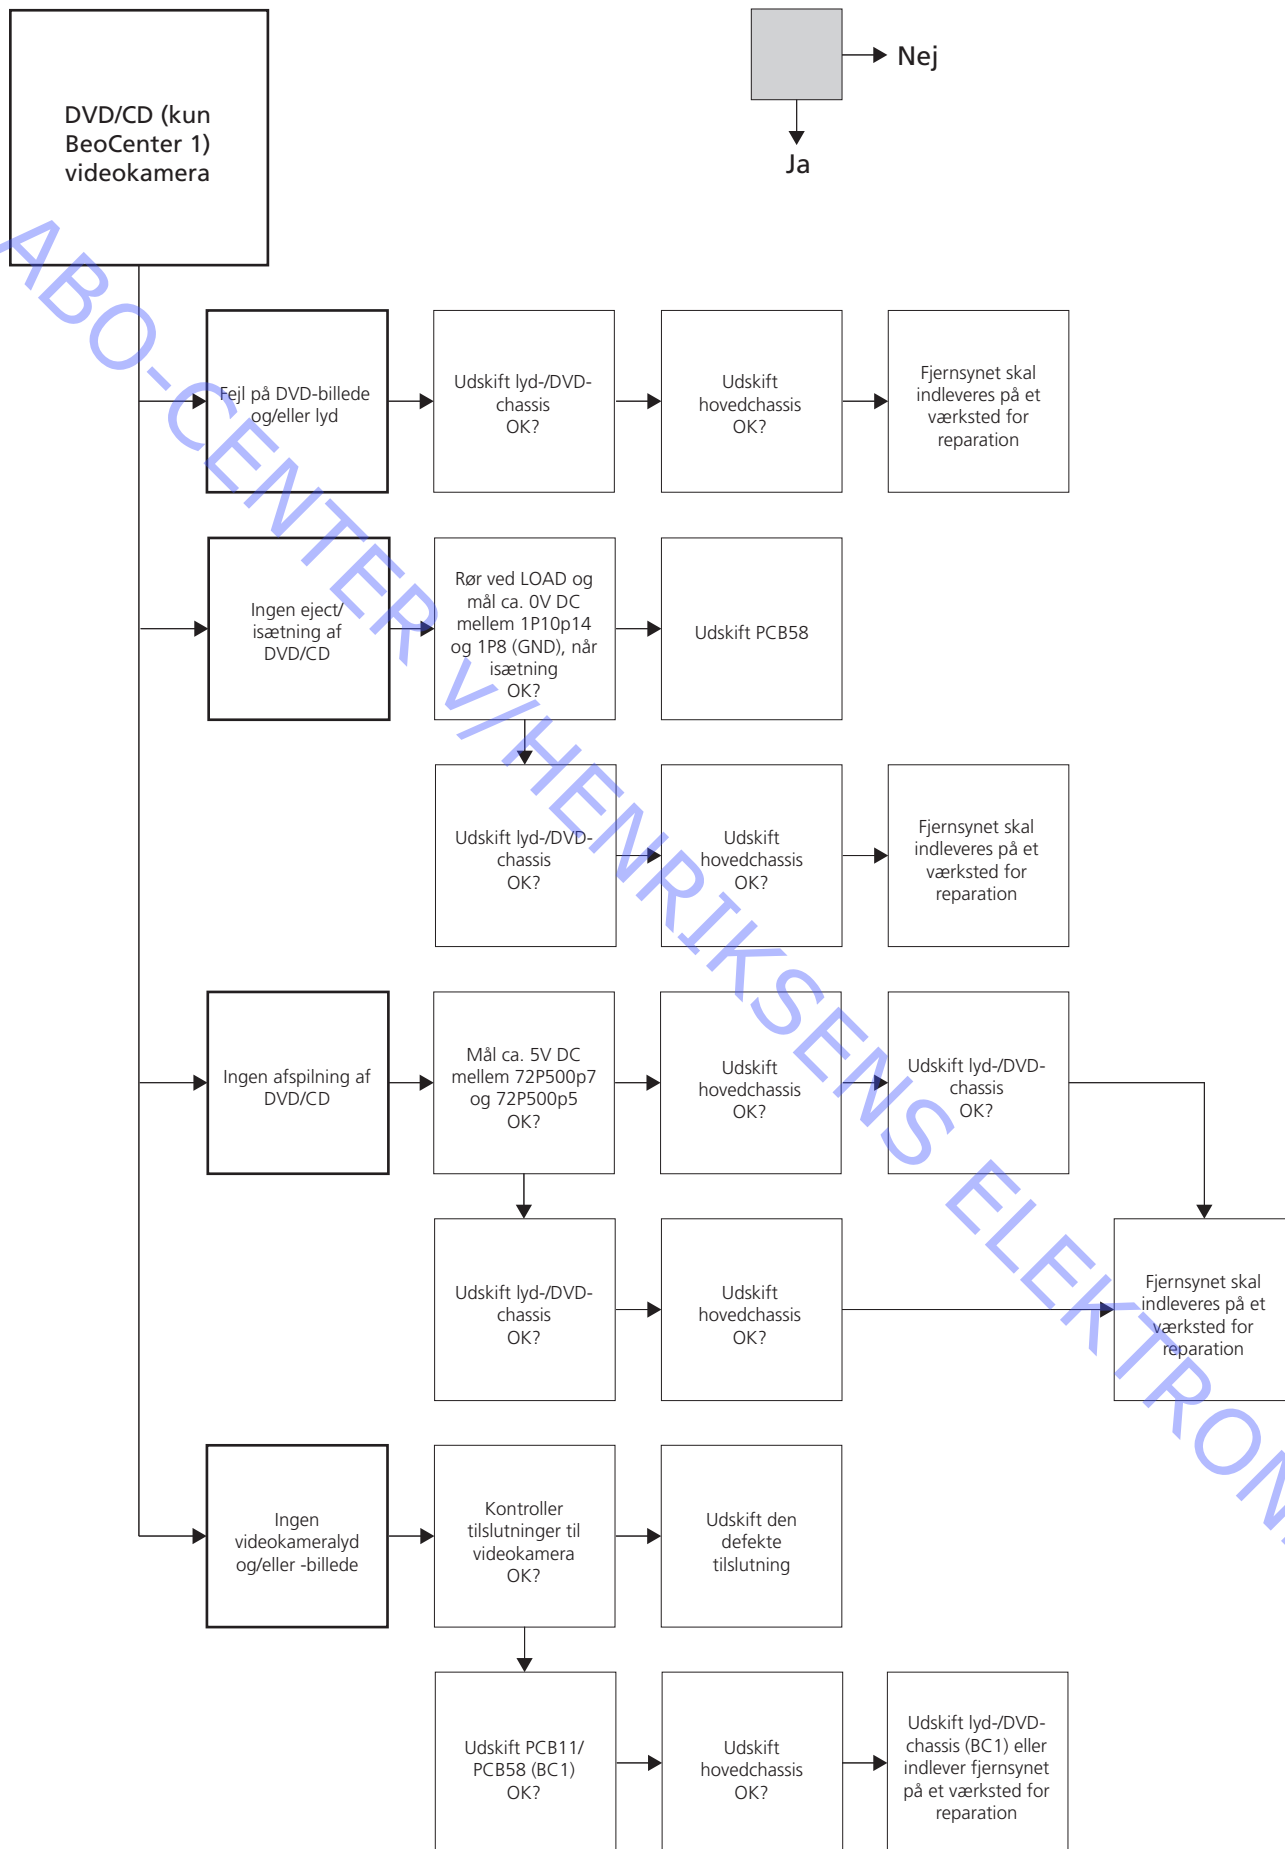 DVD/CD (kun
BeoCenter 1)
videokamera
Nej
Ja
Fejl på DVD-billede
og/eller lyd
Udskift lyd-/DVD-
chassis
OK?
Udskift
hovedchassis
OK?
Fjernsynet skal
indleveres på et
værksted for
reparation
Ingen eject/
isætning af
DVD/CD
Rør ved LOAD og
mål ca. 0V DC
mellem 1P10p14
og 1P8 (GND), når
isætning
OK?
Udskift PCB58
Udskift lyd-/DVD-
chassis
OK?
Udskift
hovedchassis
OK?
Fjernsynet skal
indleveres på et
værksted for
reparation
Ingen afspilning af
DVD/CD
Mål ca. 5V DC
mellem 72P500p7
og 72P500p5
OK?
Udskift
hovedchassis
OK?
Udskift lyd-/DVD-
chassis
OK?
Udskift lyd-/DVD-
chassis
OK?
Udskift
hovedchassis
OK?
Fjernsynet skal
indleveres på et
værksted for
reparation
Ingen
videokameralyd
og/eller -billede
Kontroller
tilslutninger til
videokamera
OK?
Udskift den
defekte
tilslutning
Udskift PCB11/
PCB58 (BC1)
OK?
Udskift
hovedchassis
OK?
Udskift lyd-/DVD-
chassis (BC1) eller
indlever fjernsynet
på et værksted for
reparation
ABO-CENTER v/HENRIKSENS ELEKTRON